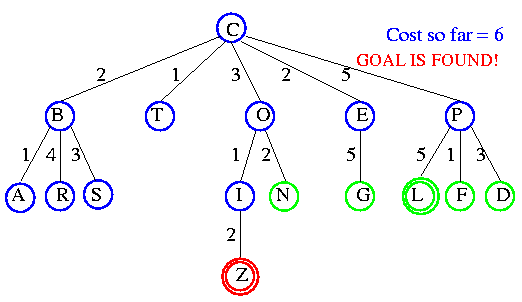 C
Cost so far = 6
GOAL IS FOUND!
2 1 3 2 5
B T O E P
1 4 3 1 2 5 5 1 3
A R S I N G L F D
2
Z